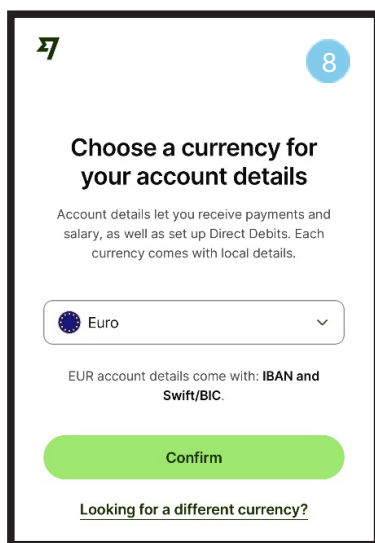 8
Choose a currency for
your account details
Account details let you receive payments and
salary, as well as set up Direct Debits. Each
currency comes with local details.
Euro
EUR account details come with: IBAN and
Swift/BIC.
Confirm
Looking for a different currency?